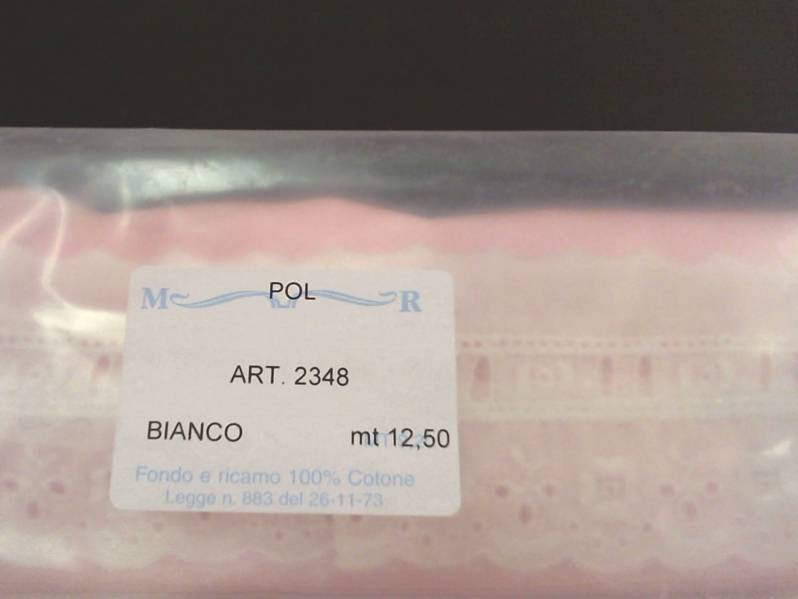 M POL R
ART. 2348
BIANCO mt 12,50
Fondo e ricamo 100% Cotone
Legge n. 883 del 26-11-73